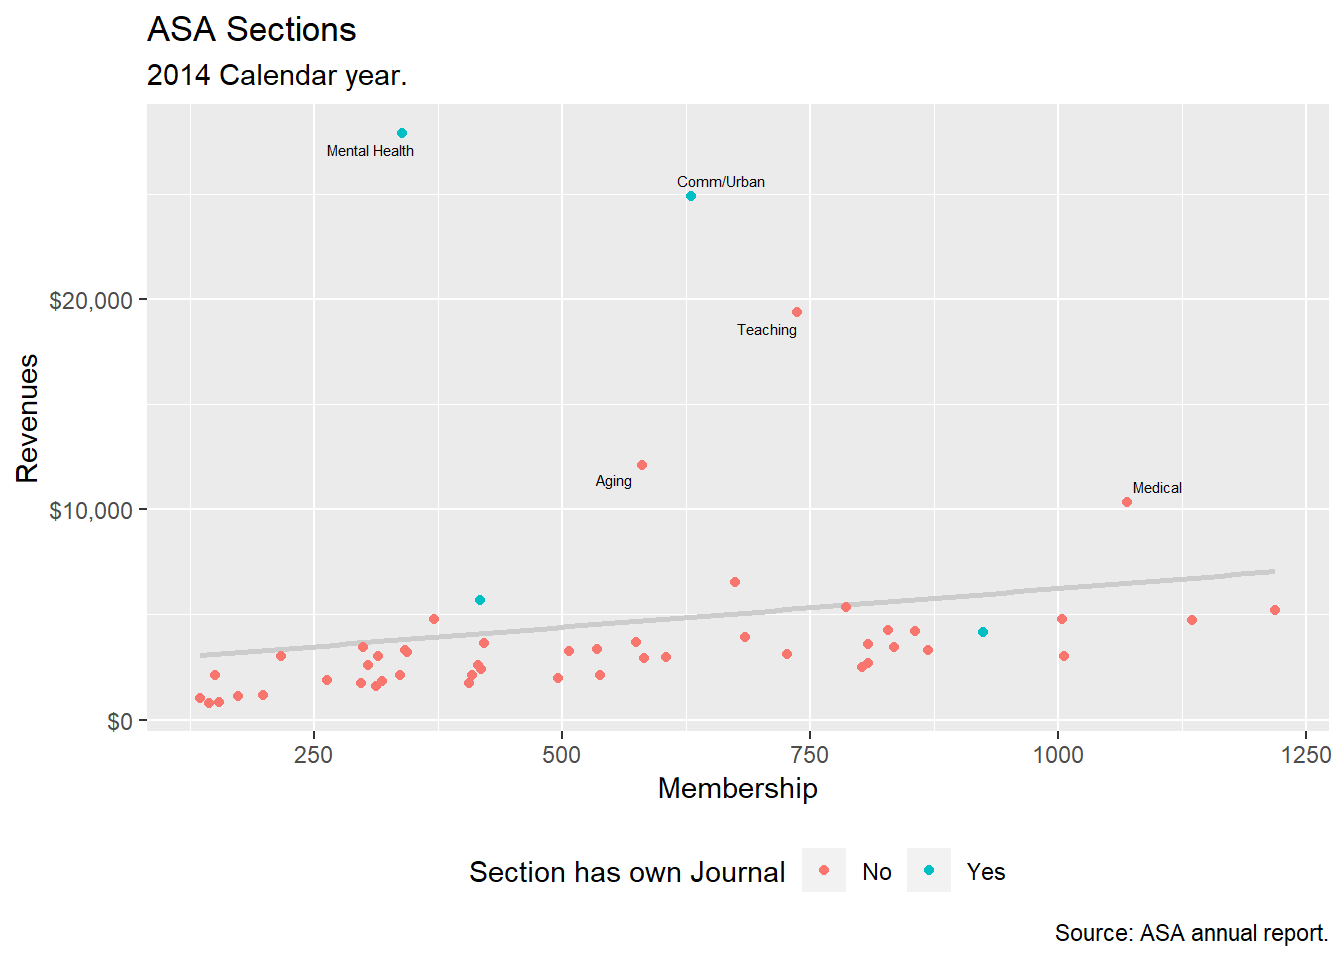 ASA Sections
2014 Calendar year.
Mental Health
Comm/Urban
$20,000
Teaching
Revenues
Aging
Medical
$10,000
$0
250 500 750 1000 1250
Membership
Section has own Journal No Yes
Source: ASA annual report.